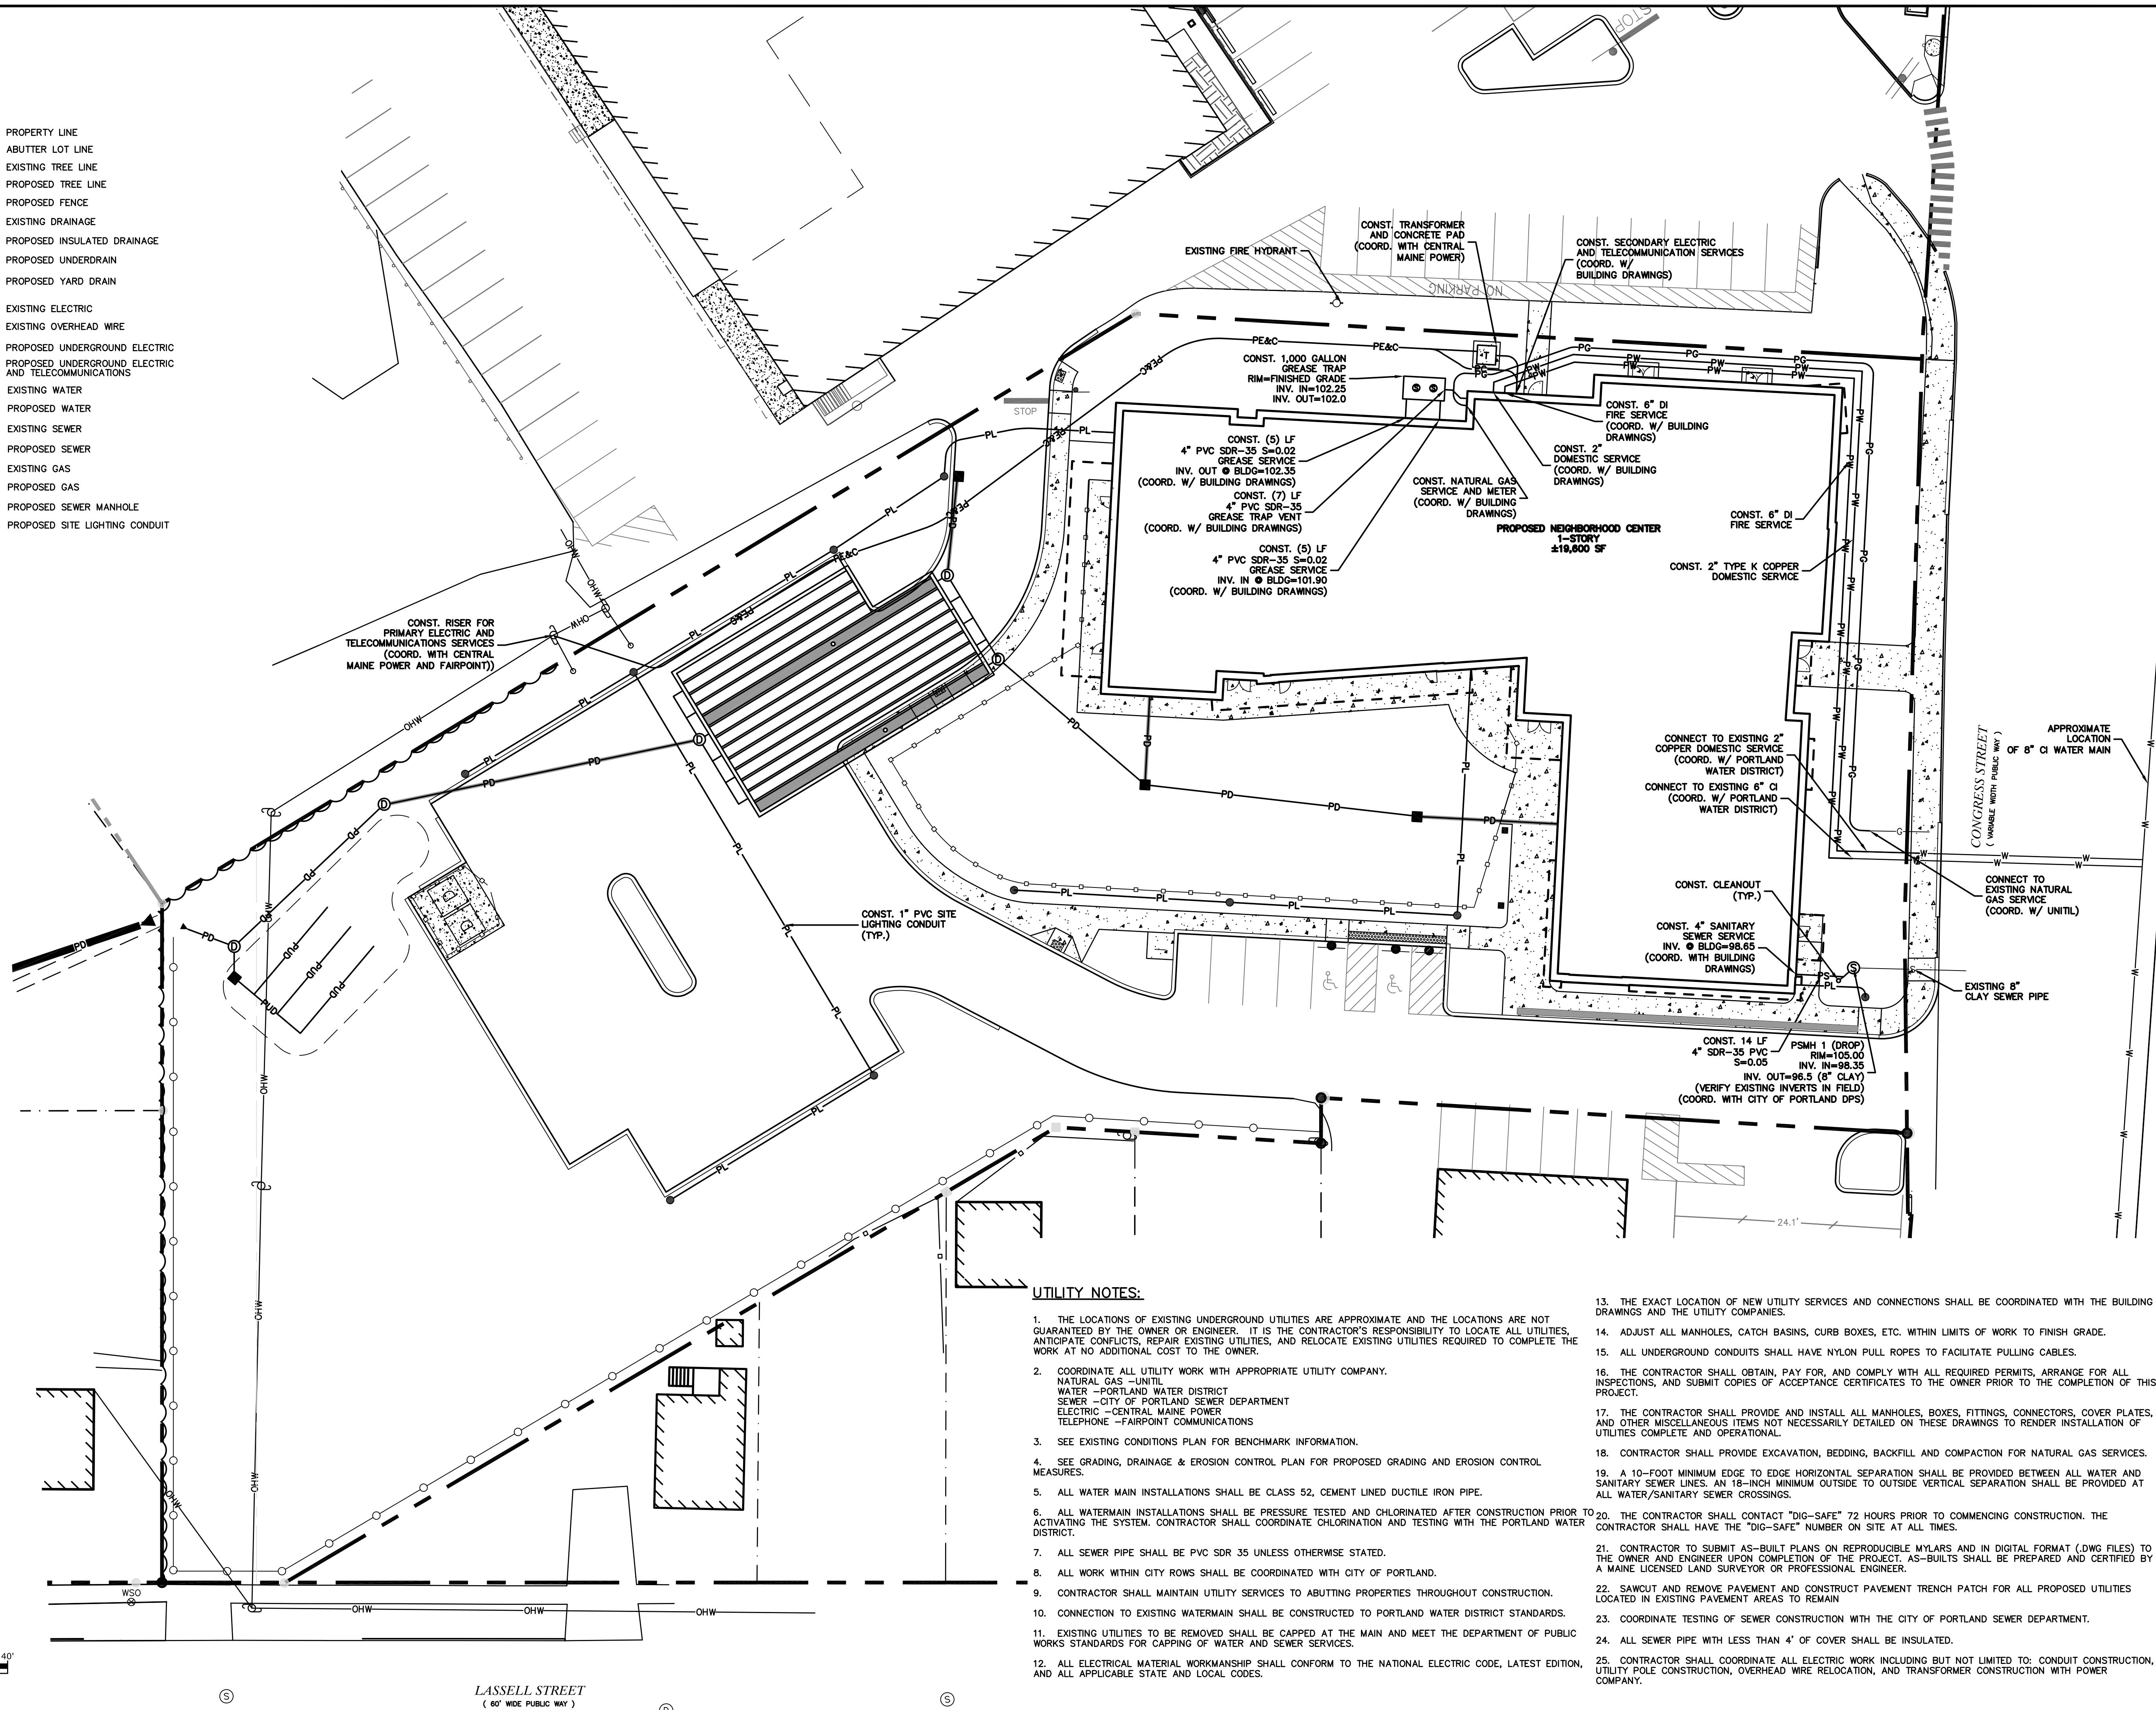 PROPERTY LINE
ABUTTER LOT LINE
EXISTING TREE LINE
PROPOSED TREE LINE
PROPOSED FENCE
EXISTING DRAINAGE
PROPOSED INSULATED DRAINAGE
PROPOSED UNDERDRAIN
PROPOSED YARD DRAIN
EXISTING ELECTRIC
EXISTING OVERHEAD WIRE
PROPOSED UNDERGROUND ELECTRIC
PROPOSED UNDERGROUND ELECTRIC
AND TELECOMMUNICATIONS
EXISTING WATER
PROPOSED WATER
EXISTING SEWER
PROPOSED SEWER
EXISTING GAS
PROPOSED GAS
PROPOSED SEWER MANHOLE
PROPOSED SITE LIGHTING CONDUIT
STOP
EXISTING FIRE HYDRANT
CONST. TRANSFORMER
AND CONCRETE PAD
(COORD. WITH CENTRAL
MAINE POWER)
CONST. SECONDARY ELECTRIC
AND TELECOMMUNICATION SERVICES
(COORD. W/
BUILDING DRAWINGS)
NO PARKING
CONST. 1,000 GALLON
GREASE TRAP
RIM=FINISHED GRADE
INV. IN=102.25
INV. OUT=102.0
STOP
CONST. (5) LF
4" PVC SDR-35 S=0.02
GREASE SERVICE
INV. OUT @ BLDG=102.35
(COORD. W/ BUILDING DRAWINGS)
CONST. (7) LF
4" PVC SDR-35
GREASE TRAP VENT
(COORD. W/ BUILDING DRAWINGS)
CONST. (5) LF
4" PVC SDR-35 S=0.02
GREASE SERVICE
INV. IN @ BLDG=101.90
(COORD. W/ BUILDING DRAWINGS)
CONST. 6" DI
FIRE SERVICE
(COORD. W/ BUILDING
DRAWINGS)
CONST. 2"
DOMESTIC SERVICE
(COORD. W/ BUILDING
DRAWINGS)
CONST. NATURAL GAS
SERVICE AND METER
(COORD. W/ BUILDING
DRAWINGS)
PROPOSED NEIGHBORHOOD CENTER
1-STORY
±19,600 SF
CONST. 6" DI
FIRE SERVICE
CONST. 2" TYPE K COPPER
DOMESTIC SERVICE
CONST. RISER FOR
PRIMARY ELECTRIC AND
TELECOMMUNICATIONS SERVICES
(COORD. WITH CENTRAL
MAINE POWER AND FAIRPOINT))
CONNECT TO EXISTING 2"
COPPER DOMESTIC SERVICE
(COORD. W/ PORTLAND
WATER DISTRICT)
CONNECT TO EXISTING 6" CI
(COORD. W/ PORTLAND
WATER DISTRICT)
CONGRESS STREET
( VARIABLE WIDTH PUBLIC WAY )
APPROXIMATE
LOCATION
OF 8" CI WATER MAIN
CONNECT TO
EXISTING NATURAL
GAS SERVICE
(COORD. W/ UNITIL)
CONST. CLEANOUT
(TYP.)
CONST. 4" SANITARY
SEWER SERVICE
INV. @ BLDG=98.65
(COORD. WITH BUILDING
DRAWINGS)
CONST. 1" PVC SITE
LIGHTING CONDUIT
(TYP.)
EXISTING 8"
CLAY SEWER PIPE
CONST. 14 LF
4" SDR-35 PVC
S=0.05
PSMH 1 (DROP)
RIM=105.00
INV. IN=98.35
INV. OUT=96.5 (8" CLAY)
(VERIFY EXISTING INVERTS IN FIELD)
(COORD. WITH CITY OF PORTLAND DPS)
24.1'
UTILITY NOTES:
1. THE LOCATIONS OF EXISTING UNDERGROUND UTILITIES ARE APPROXIMATE AND THE LOCATIONS ARE NOT
GUARANTEED BY THE OWNER OR ENGINEER. IT IS THE CONTRACTOR'S RESPONSIBILITY TO LOCATE ALL UTILITIES,
ANTICIPATE CONFLICTS, REPAIR EXISTING UTILITIES, AND RELOCATE EXISTING UTILITIES REQUIRED TO COMPLETE THE
WORK AT NO ADDITIONAL COST TO THE OWNER.
2. COORDINATE ALL UTILITY WORK WITH APPROPRIATE UTILITY COMPANY.
NATURAL GAS -UNITIL
WATER -PORTLAND WATER DISTRICT
SEWER -CITY OF PORTLAND SEWER DEPARTMENT
ELECTRIC -CENTRAL MAINE POWER
TELEPHONE -FAIRPOINT COMMUNICATIONS
3. SEE EXISTING CONDITIONS PLAN FOR BENCHMARK INFORMATION.
4. SEE GRADING, DRAINAGE & EROSION CONTROL PLAN FOR PROPOSED GRADING AND EROSION CONTROL
MEASURES.
5. ALL WATER MAIN INSTALLATIONS SHALL BE CLASS 52, CEMENT LINED DUCTILE IRON PIPE.
6. ALL WATERMAIN INSTALLATIONS SHALL BE PRESSURE TESTED AND CHLORINATED AFTER CONSTRUCTION PRIOR TO
ACTIVATING THE SYSTEM. CONTRACTOR SHALL COORDINATE CHLORINATION AND TESTING WITH THE PORTLAND WATER
DISTRICT.
7. ALL SEWER PIPE SHALL BE PVC SDR 35 UNLESS OTHERWISE STATED.
8. ALL WORK WITHIN CITY ROWS SHALL BE COORDINATED WITH CITY OF PORTLAND.
9. CONTRACTOR SHALL MAINTAIN UTILITY SERVICES TO ABUTTING PROPERTIES THROUGHOUT CONSTRUCTION.
10. CONNECTION TO EXISTING WATERMAIN SHALL BE CONSTRUCTED TO PORTLAND WATER DISTRICT STANDARDS.
11. EXISTING UTILITIES TO BE REMOVED SHALL BE CAPPED AT THE MAIN AND MEET THE DEPARTMENT OF PUBLIC
WORKS STANDARDS FOR CAPPING OF WATER AND SEWER SERVICES.
12. ALL ELECTRICAL MATERIAL WORKMANSHIP SHALL CONFORM TO THE NATIONAL ELECTRIC CODE, LATEST EDITION,
AND ALL APPLICABLE STATE AND LOCAL CODES.
13. THE EXACT LOCATION OF NEW UTILITY SERVICES AND CONNECTIONS SHALL BE COORDINATED WITH THE BUILDING
DRAWINGS AND THE UTILITY COMPANIES.
14. ADJUST ALL MANHOLES, CATCH BASINS, CURB BOXES, ETC. WITHIN LIMITS OF WORK TO FINISH GRADE.
15. ALL UNDERGROUND CONDUITS SHALL HAVE NYLON PULL ROPES TO FACILITATE PULLING CABLES.
16. THE CONTRACTOR SHALL OBTAIN, PAY FOR, AND COMPLY WITH ALL REQUIRED PERMITS, ARRANGE FOR ALL
INSPECTIONS, AND SUBMIT COPIES OF ACCEPTANCE CERTIFICATES TO THE OWNER PRIOR TO THE COMPLETION OF THIS
PROJECT.
17. THE CONTRACTOR SHALL PROVIDE AND INSTALL ALL MANHOLES, BOXES, FITTINGS, CONNECTORS, COVER PLATES,
AND OTHER MISCELLANEOUS ITEMS NOT NECESSARILY DETAILED ON THESE DRAWINGS TO RENDER INSTALLATION OF
UTILITIES COMPLETE AND OPERATIONAL.
18. CONTRACTOR SHALL PROVIDE EXCAVATION, BEDDING, BACKFILL AND COMPACTION FOR NATURAL GAS SERVICES.
19. A 10-FOOT MINIMUM EDGE TO EDGE HORIZONTAL SEPARATION SHALL BE PROVIDED BETWEEN ALL WATER AND
SANITARY SEWER LINES. AN 18-INCH MINIMUM OUTSIDE TO OUTSIDE VERTICAL SEPARATION SHALL BE PROVIDED AT
ALL WATER/SANITARY SEWER CROSSINGS.
20. THE CONTRACTOR SHALL CONTACT "DIG-SAFE" 72 HOURS PRIOR TO COMMENCING CONSTRUCTION. THE
CONTRACTOR SHALL HAVE THE "DIG-SAFE" NUMBER ON SITE AT ALL TIMES.
21. CONTRACTOR TO SUBMIT AS-BUILT PLANS ON REPRODUCIBLE MYLARS AND IN DIGITAL FORMAT (.DWG FILES) TO
THE OWNER AND ENGINEER UPON COMPLETION OF THE PROJECT. AS-BUILTS SHALL BE PREPARED AND CERTIFIED BY
A MAINE LICENSED LAND SURVEYOR OR PROFESSIONAL ENGINEER.
22. SAWCUT AND REMOVE PAVEMENT AND CONSTRUCT PAVEMENT TRENCH PATCH FOR ALL PROPOSED UTILITIES
LOCATED IN EXISTING PAVEMENT AREAS TO REMAIN
23. COORDINATE TESTING OF SEWER CONSTRUCTION WITH THE CITY OF PORTLAND SEWER DEPARTMENT.
24. ALL SEWER PIPE WITH LESS THAN 4' OF COVER SHALL BE INSULATED.
25. CONTRACTOR SHALL COORDINATE ALL ELECTRIC WORK INCLUDING BUT NOT LIMITED TO: CONDUIT CONSTRUCTION,
UTILITY POLE CONSTRUCTION, OVERHEAD WIRE RELOCATION, AND TRANSFORMER CONSTRUCTION WITH POWER
COMPANY.
WSO
OHW
OHW
OHW
40'
LASSELL STREET
( 60' WIDE PUBLIC WAY )